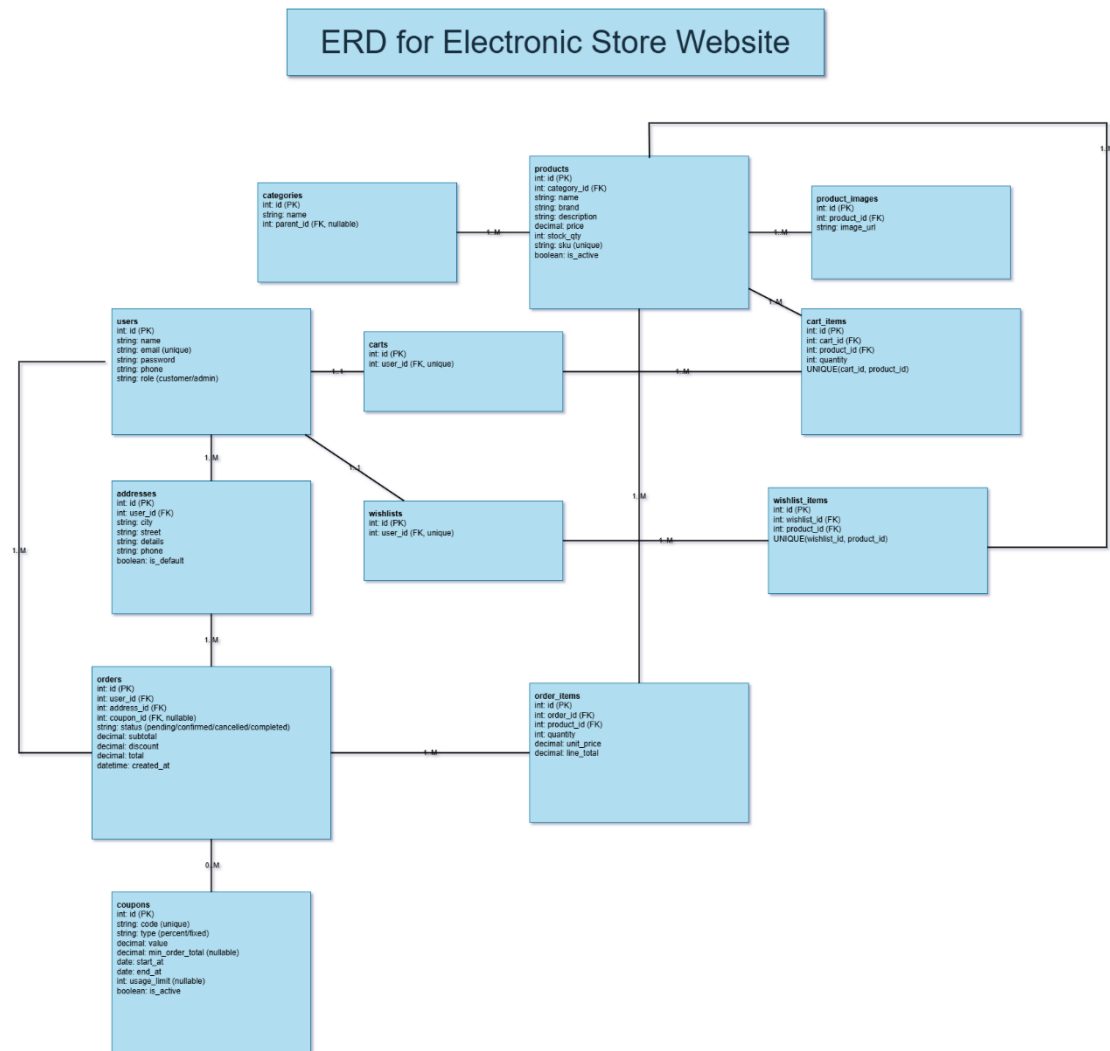 ERD for Electronic Store Website
products
int: id (PK)
int: category_id (FK)
string: name
string: brand
string: description
decimal: price
int: stock_qty
string: sku (unique)
boolean: is_active
categories
int: id (PK)
string: name
int: parent_id (FK, nullable)
product_images
int: id (PK)
int: product_id (FK)
string: image_url
1..M
1..M
1..M
users
int: id (PK)
string: name
string: email (unique)
string: password
string: phone
string: role (customer/admin)
carts
int: id (PK)
int: user_id (FK, unique)
cart_items
int: id (PK)
int: cart_id (FK)
int: product_id (FK)
int: quantity
UNIQUE(cart_id, product_id)
1..1
1..M
1..M
1..1
addresses
int: id (PK)
int: user_id (FK)
string: city
string: street
string: details
string: phone
boolean: is_default
wishlists
int: id (PK)
int: user_id (FK, unique)
wishlist_items
int: id (PK)
int: wishlist_id (FK)
int: product_id (FK)
UNIQUE(wishlist_id, product_id)
1..M
1..M
1..M
1..M
orders
int: id (PK)
int: user_id (FK)
int: address_id (FK)
int: coupon_id (FK, nullable)
string: status (pending/confirmed/cancelled/completed)
decimal: subtotal
decimal: discount
decimal: total
datetime: created_at
order_items
int: id (PK)
int: order_id (FK)
int: product_id (FK)
int: quantity
decimal: unit_price
decimal: line_total
1..M
0..M
coupons
int: id (PK)
string: code (unique)
string: type (percent/fixed)
decimal: value
decimal: min_order_total (nullable)
date: start_at
date: end_at
int: usage_limit (nullable)
boolean: is_active